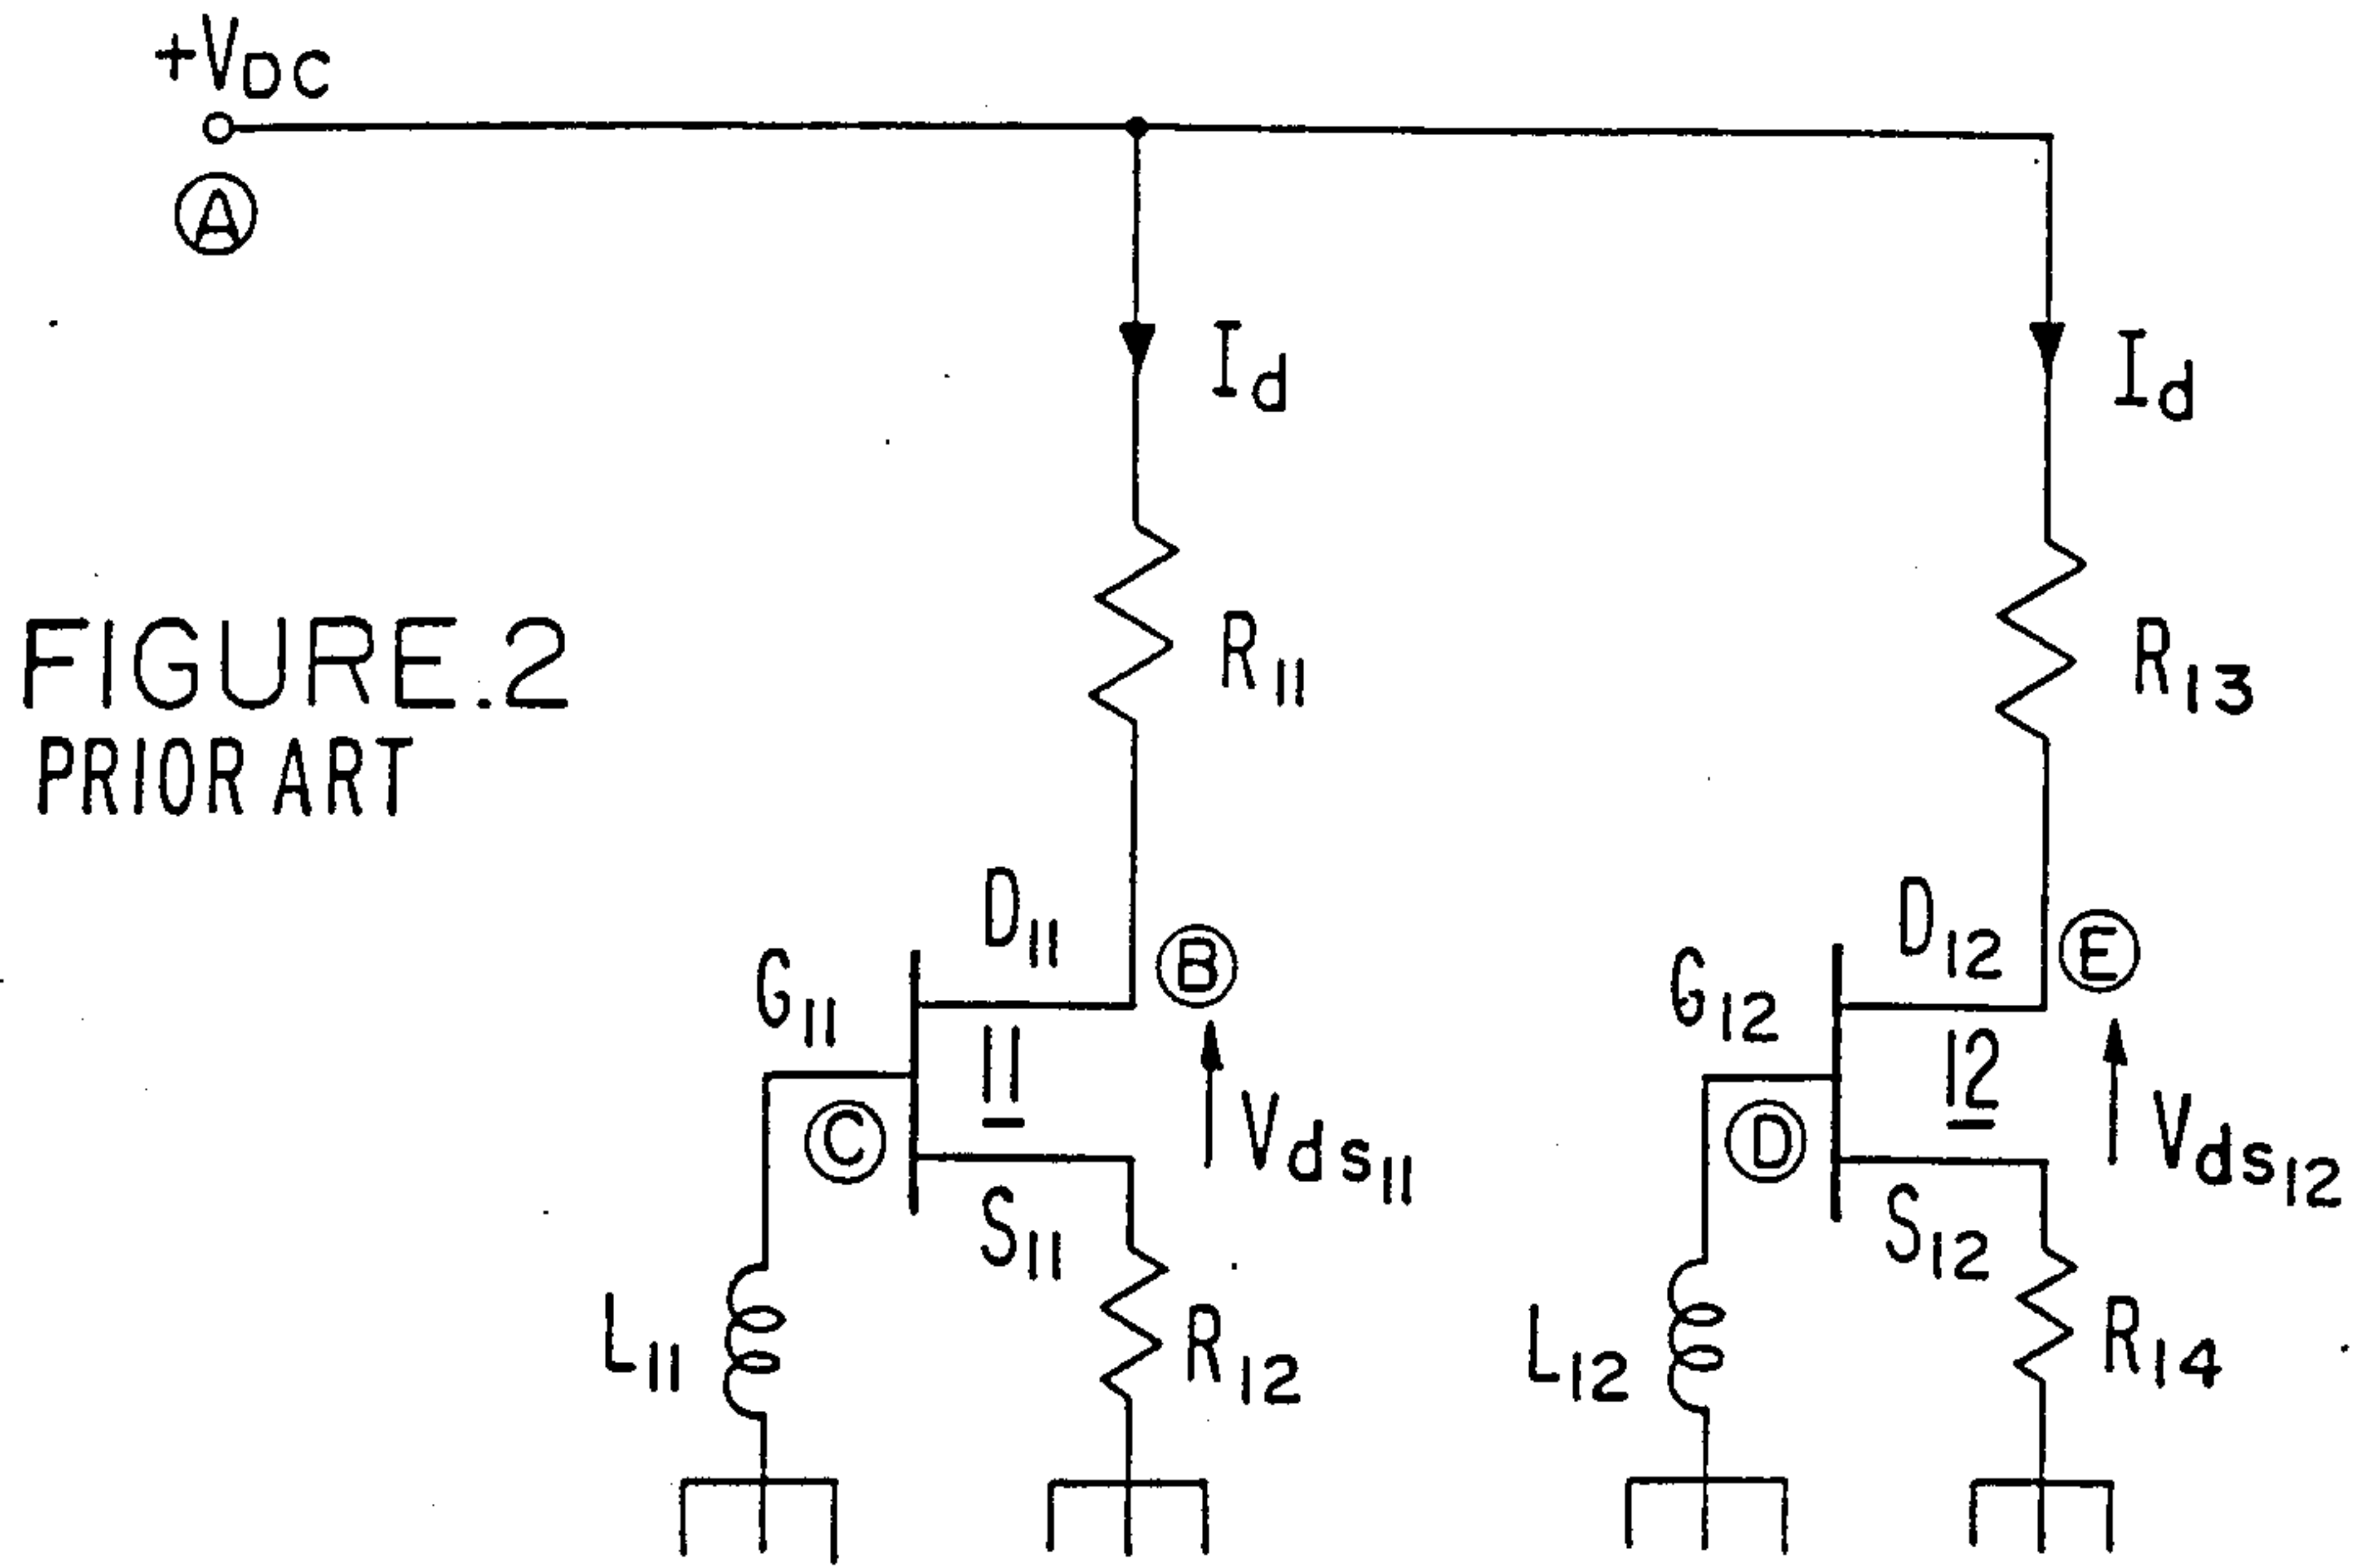 +VDC
A
Id
Id
FIGURE.2
PRIOR ART
R11
R13
D11
B
G11
11
C
Vds11
S11
L11
R12
D12
E
G12
12
D
Vds12
S12
L12
R14